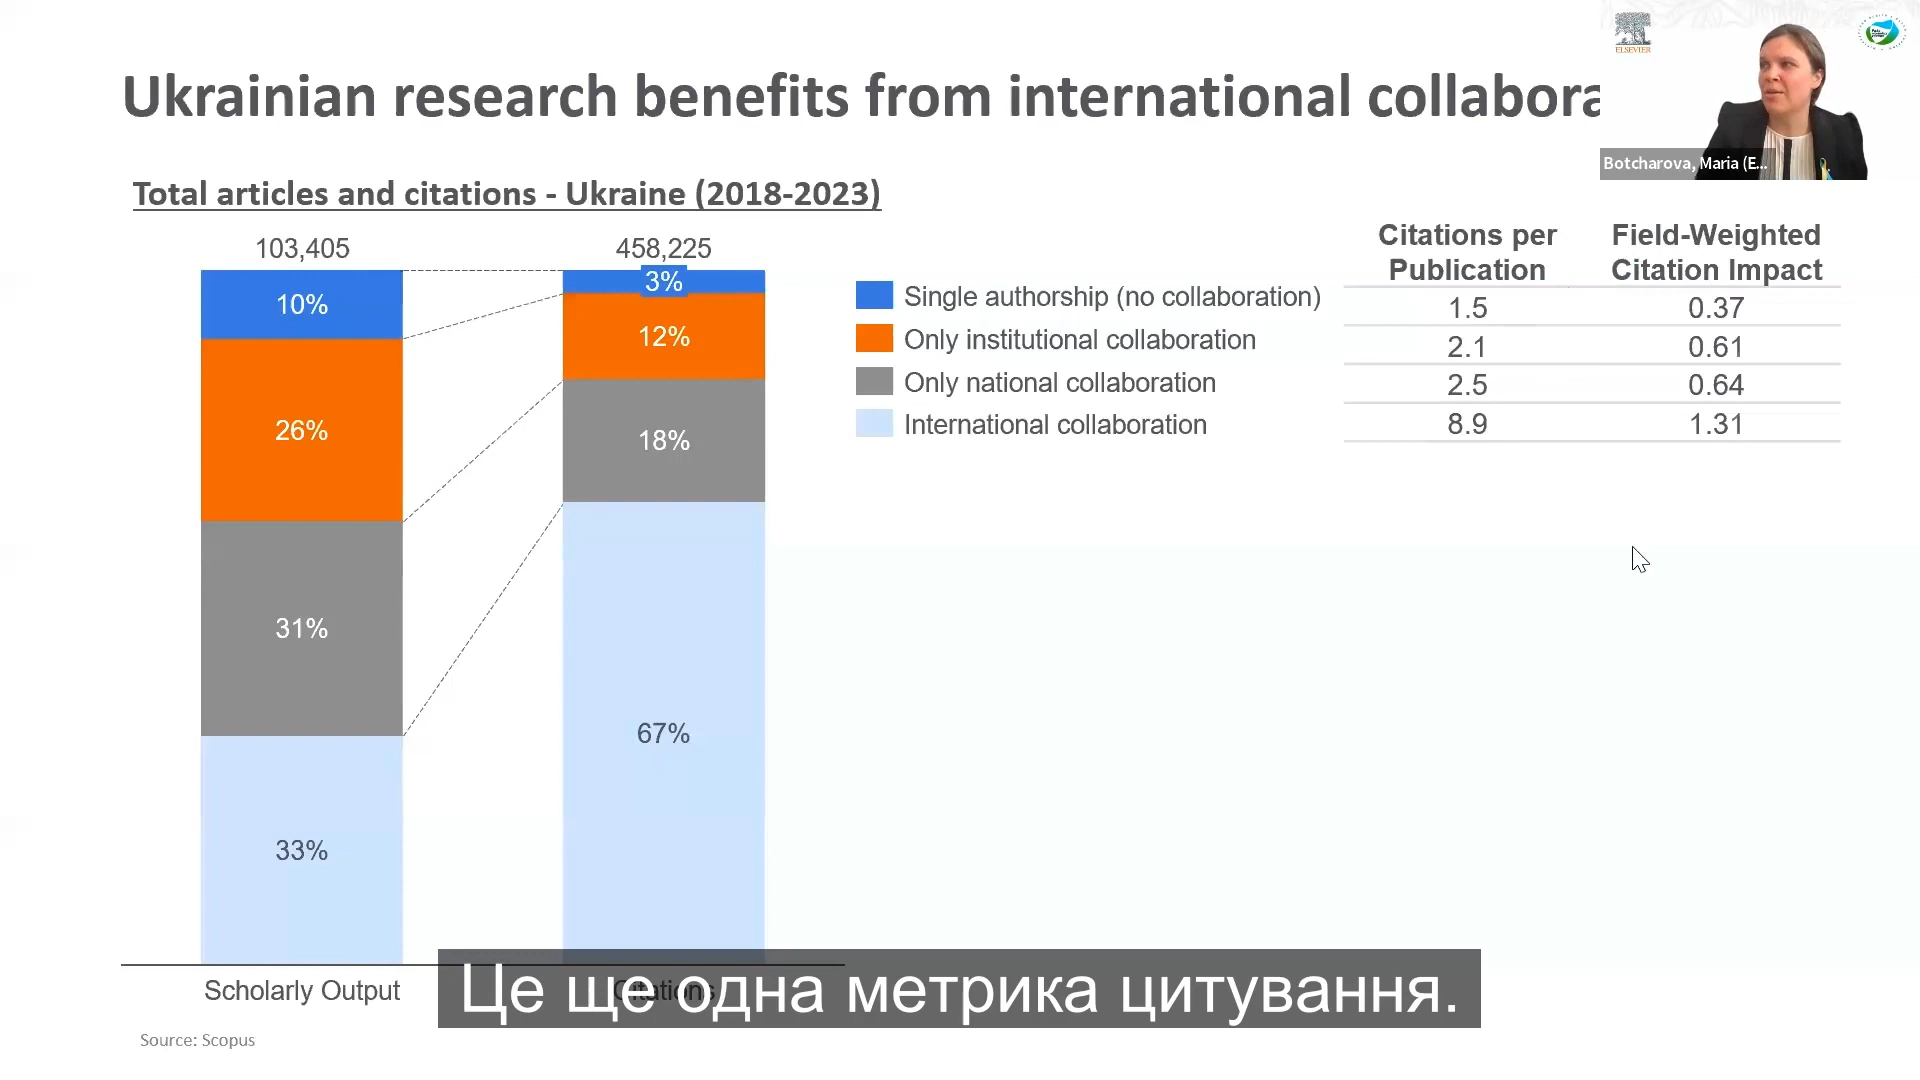 Ukrainian research benefits from international collabora
ELSEVIER
Botcharova, Maria (E...
Total articles and citations - Ukraine (2018-2023)
103,405
458,225
10%
26%
31%
33%
3%
12%
18%
67%
Scholarly Output
Citations
Single authorship (no collaboration)
Only institutional collaboration
Only national collaboration
International collaboration
Citations per Publication
Field-Weighted Citation Impact
1.5 0.37
2.1 0.61
2.5 0.64
8.9 1.31
Це ще одна метрика цитування.
Source: Scopus